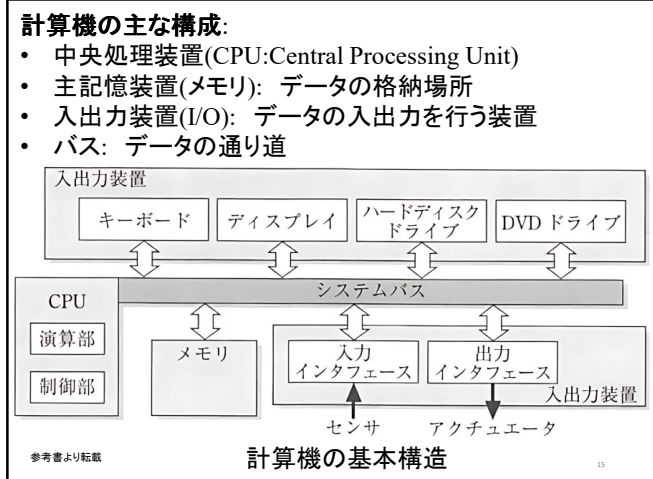 計算機の主な構成:
• 中央処理装置(CPU:Central Processing Unit)
• 主記憶装置(メモリ): データの格納場所
• 入出力装置(I/O): データの入出力を行う装置
• バス: データの通り道
入出力装置
キーボード
ディスプレイ
ハードディスク
ドライブ
DVD ドライブ
システムバス
CPU
演算部
制御部
メモリ
入力
インタフェース
出力
インタフェース
入出力装置
センサ
アクチュエータ
参考書より転載
計算機の基本構造
15